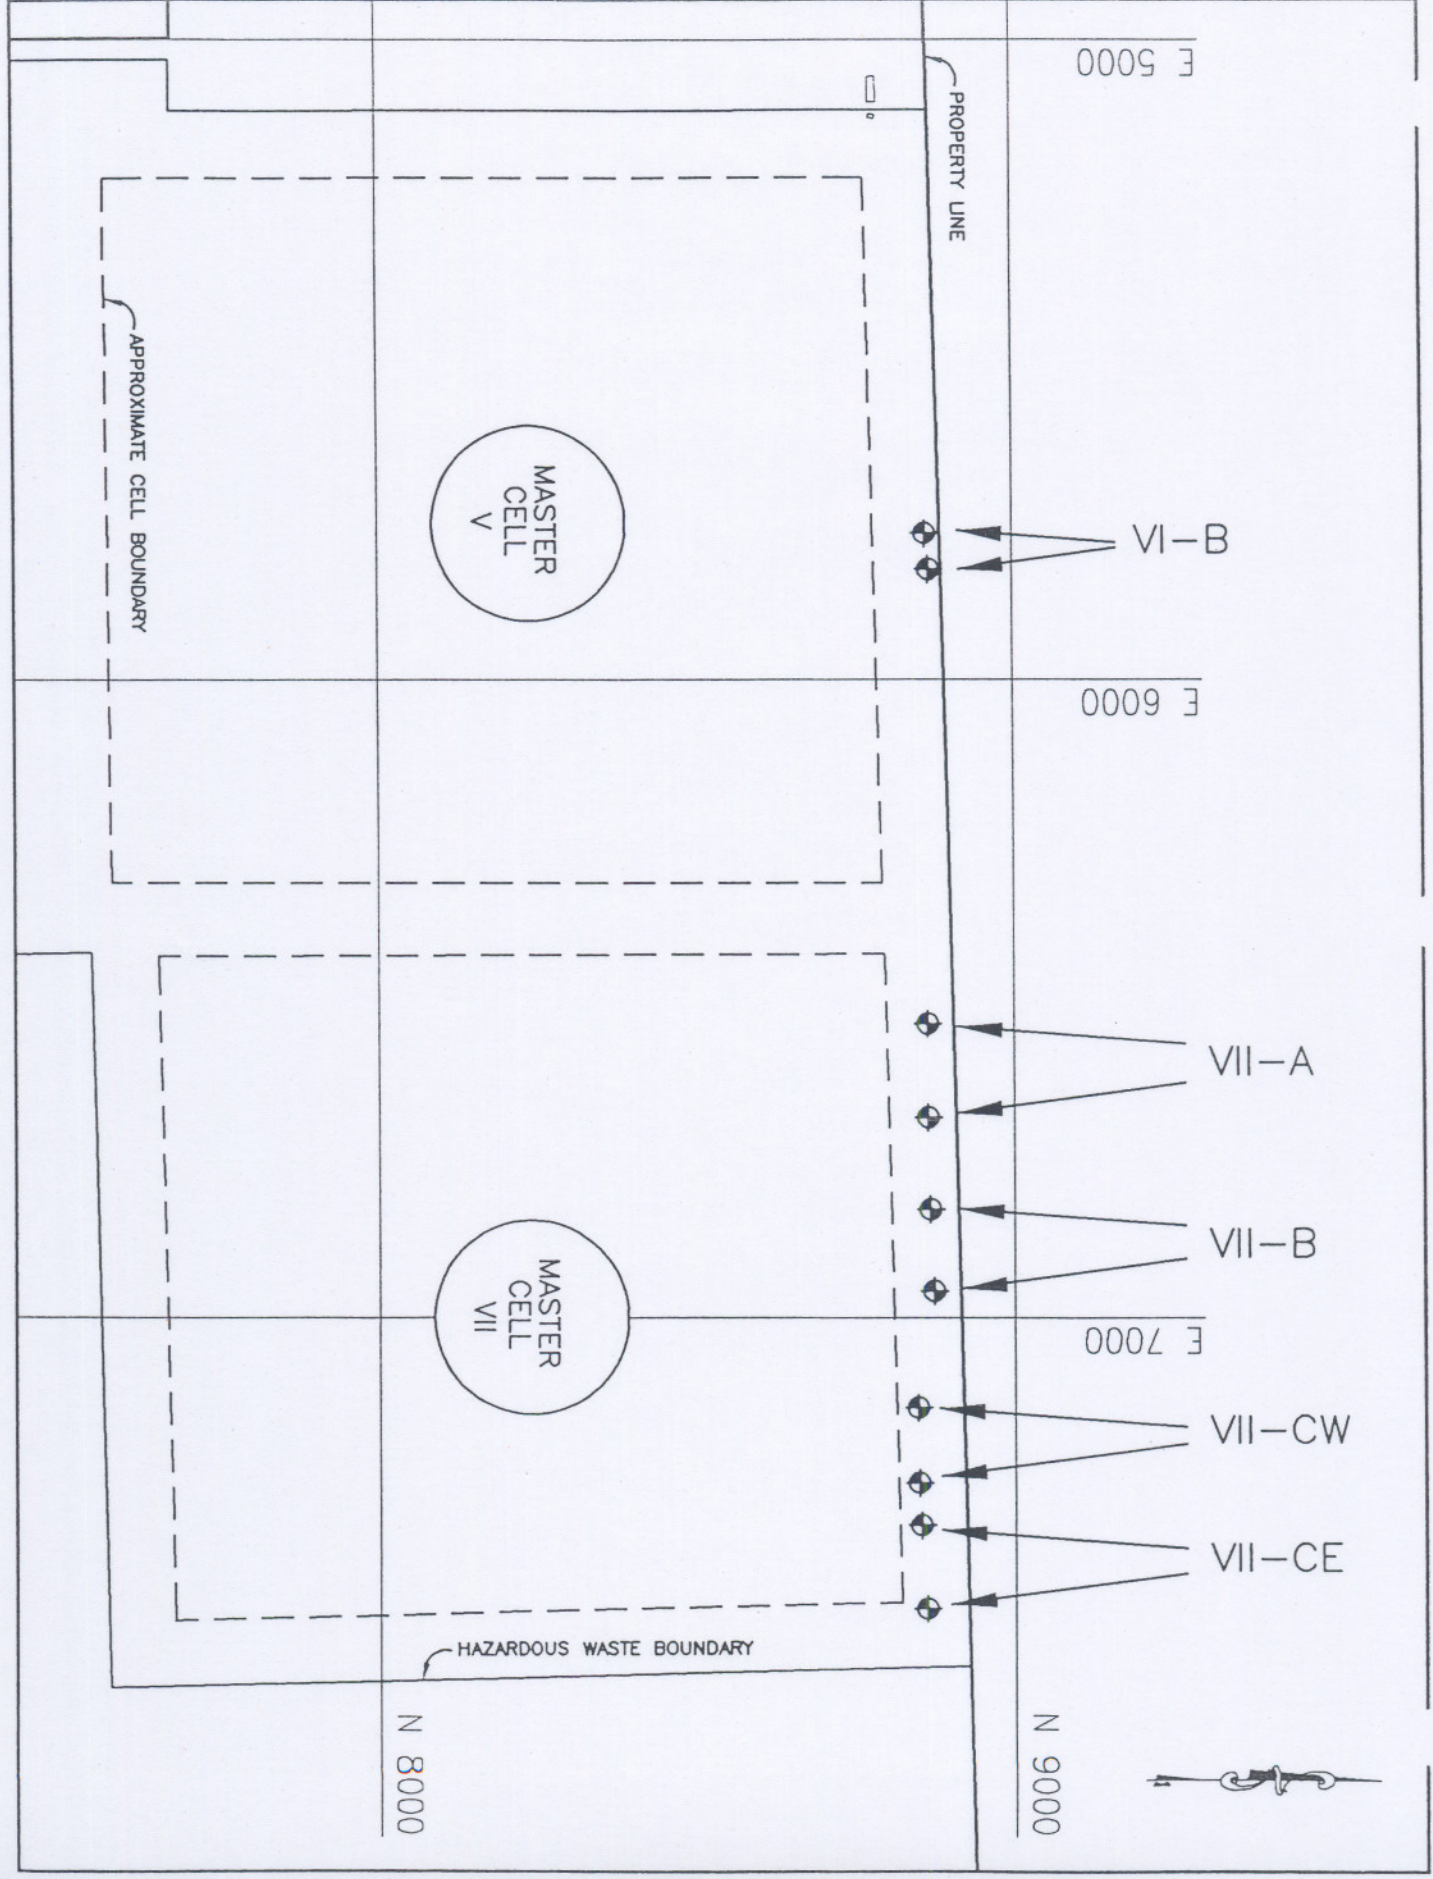 E 5000
PROPERTY LINE
APPROXIMATE CELL BOUNDARY
MASTER
CELL
V
VI-B
E 6000
VII-A
VII-B
MASTER
CELL
VII
E 7000
VII-CW
VII-CE
HAZARDOUS WASTE BOUNDARY
N 8000
N 9000